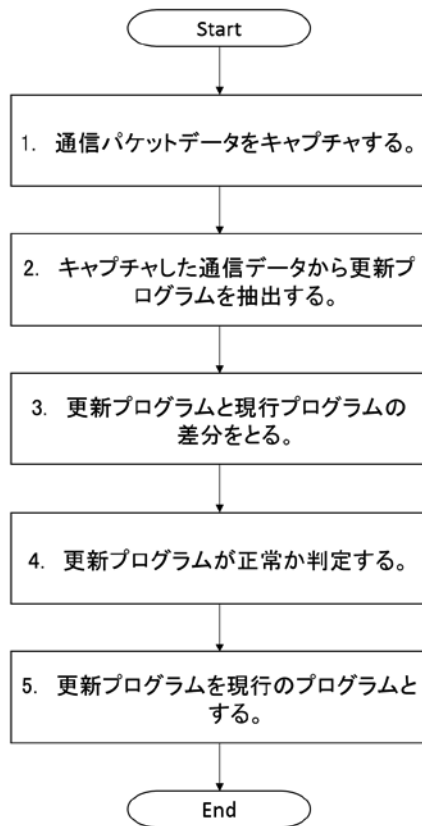 Start
1. 通信パケットデータをキャプチャする。
2. キャプチャした通信データから更新プ
ログラムを抽出する。
3. 更新プログラムと現行プログラムの
差分をとる。
4. 更新プログラムが正常か判定する。
5. 更新プログラムを現行のプログラムと
する。
End